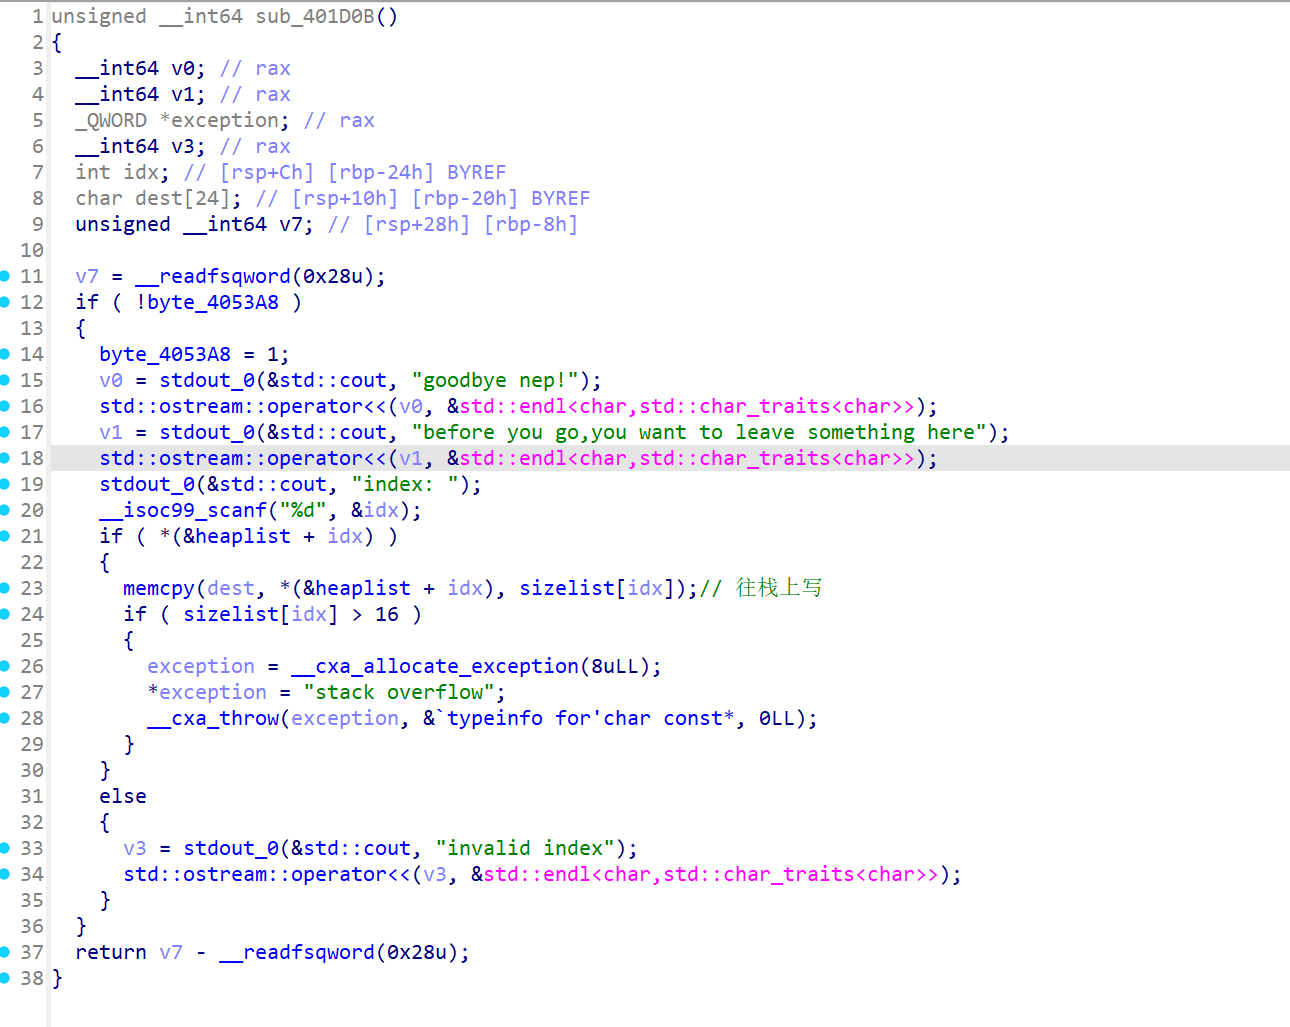 1 unsigned __int64 sub_401D0B()
2 {
3   __int64 v0; // rax
4   __int64 v1; // rax
5   _QWORD *exception; // rax
6   __int64 v3; // rax
7   int idx; // [rsp+Ch] [rbp-24h] BYREF
8   char dest[24]; // [rsp+10h] [rbp-20h] BYREF
9   unsigned __int64 v7; // [rsp+28h] [rbp-8h]
10
11   v7 = __readfsqword(0x28u);
12   if ( !byte_4053A8 )
13   {
14     byte_4053A8 = 1;
15     v0 = stdout_0(&std::cout, "goodbye nep!");
16     std::ostream::operator<<(v0, &std::endl<char,std::char_traits<char>>);
17     v1 = stdout_0(&std::cout, "before you go,you want to leave something here");
18     std::ostream::operator<<(v1, &std::endl<char,std::char_traits<char>>);
19     stdout_0(&std::cout, "index: ");
20     __isoc99_scanf("%d", &idx);
21     if ( *(&heaplist + idx) )
22     {
23       memcpy(dest, *(&heaplist + idx), sizelist[idx]);// 往栈上写
24       if ( sizelist[idx] > 16 )
25       {
26         exception = __cxa_allocate_exception(8uLL);
27         *exception = "stack overflow";
28         __cxa_throw(exception, &`typeinfo for'char const*, 0LL);
29       }
30     }
31     else
32     {
33       v3 = stdout_0(&std::cout, "invalid index");
34       std::ostream::operator<<(v3, &std::endl<char,std::char_traits<char>>);
35     }
36   }
37   return v7 - __readfsqword(0x28u);
38 }